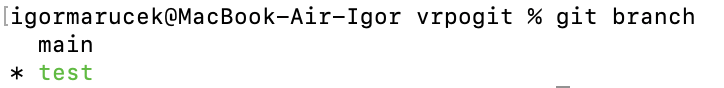 [igormarucek@MacBook-Air-Igor vrpogit % git branch
main
* test